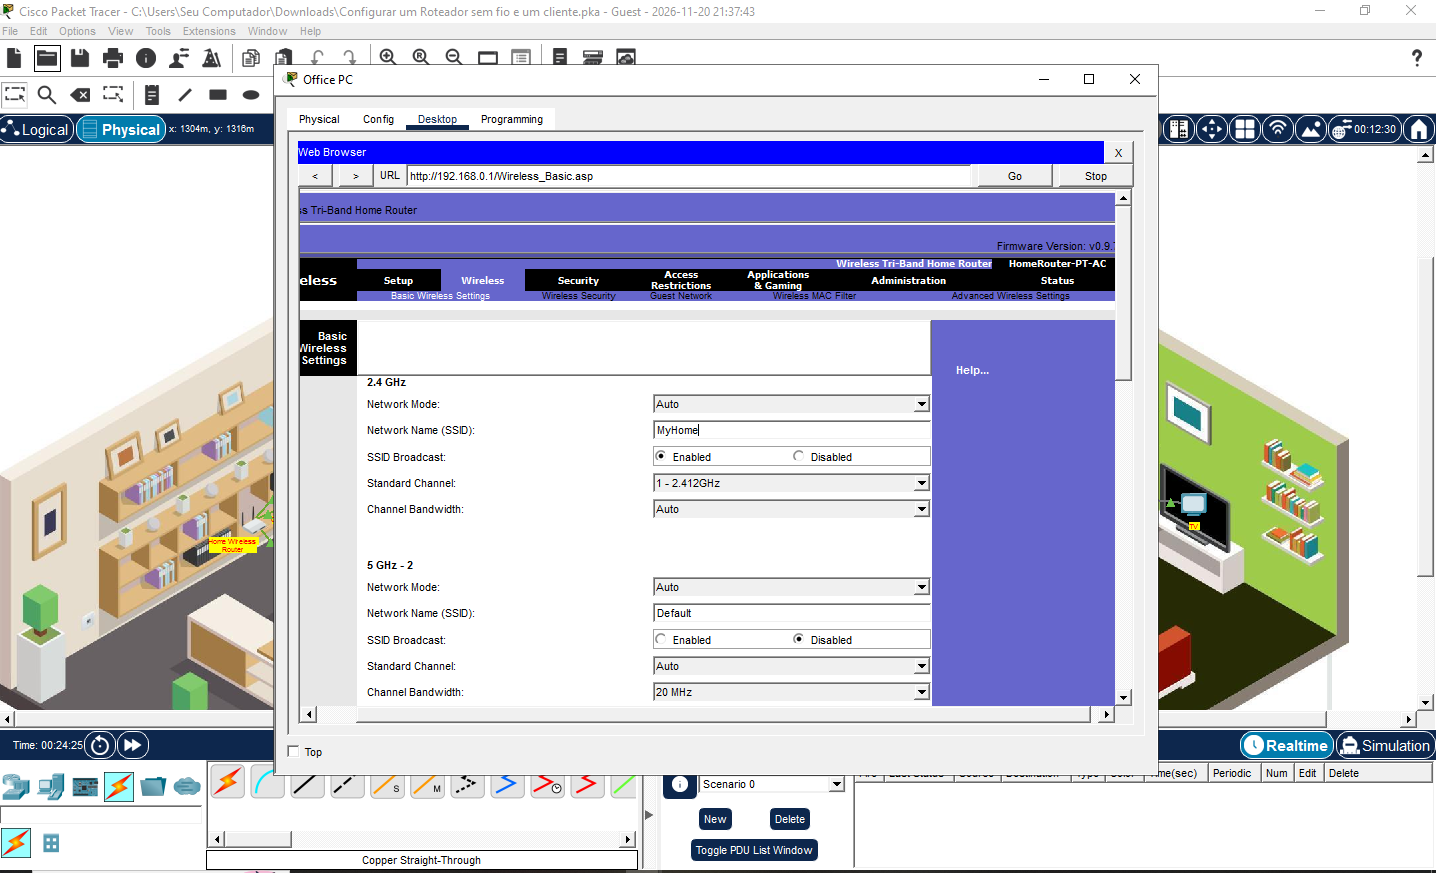 Cisco Packet Tracer - C:\Users\Seu Computador\Downloads\Configurar um Roteador sem fio e um cliente.pka - Guest - 2026-11-20 21:37:43
File Edit Options View Tools Extensions Window Help
Office PC
Physical Config Desktop Programming
Logical Physical x: 1304m, y: 1316m
00:12:30
Web Browser X
< > URL http://192.168.0.1/Wireless_Basic.asp Go Stop
s Tri-Band Home Router
Firmware Version: v0.9.
Wireless Tri-Band Home Router HomeRouter-PT-AC
eless Setup Wireless Security Access Restrictions Applications & Gaming Administration Status
Basic Wireless Settings Wireless Security Guest Network Wireless MAC Filter Advanced Wireless Settings
Basic
Wireless
Settings
Help...
2.4 GHz
Network Mode: Auto
Network Name (SSID): MyHome
SSID Broadcast: Enabled Disabled
Standard Channel: 1 - 2.412GHz
Channel Bandwidth: Auto
5 GHz - 2
Network Mode: Auto
Network Name (SSID): Default
SSID Broadcast: Enabled Disabled
Standard Channel: Auto
Channel Bandwidth: 20 MHz
Home Wireless
Router
TV
Top
Time: 00:24:25
Realtime Simulation
S M
Scenario 0
Time(sec) Periodic Num Edit Delete
New Delete
Toggle PDU List Window
Copper Straight-Through